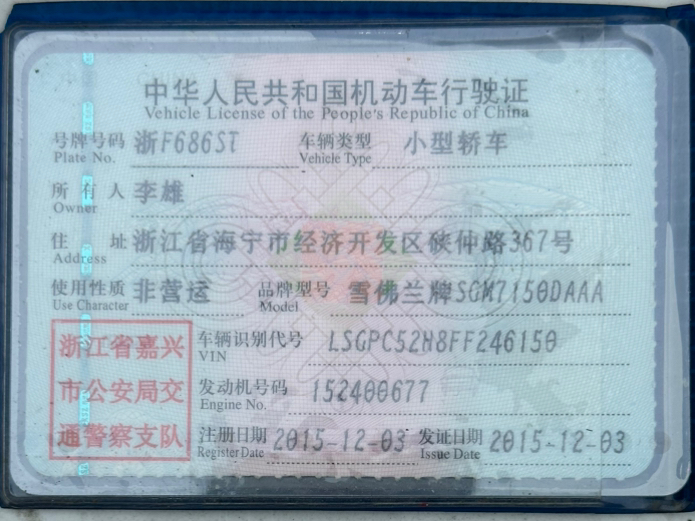 中华人民共和国机动车行驶证
Vehicle License of the People's Republic of China
号牌号码 浙F686ST 车辆类型 小型轿车
Plate No. Vehicle Type
所有人 李雄
Owner
住址 浙江省海宁市经济开发区硖仲路367号
Address
使用性质 非营运 品牌型号 雪佛兰牌SGM7150DAAA
Use Character Model
浙江省嘉兴
市公安局交
通警察支队
车辆识别代号 LSGPC52H8FF246150
VIN
发动机号码 152400677
Engine No.
注册日期 2015-12-03 发证日期 2015-12-03
Register Date Issue Date